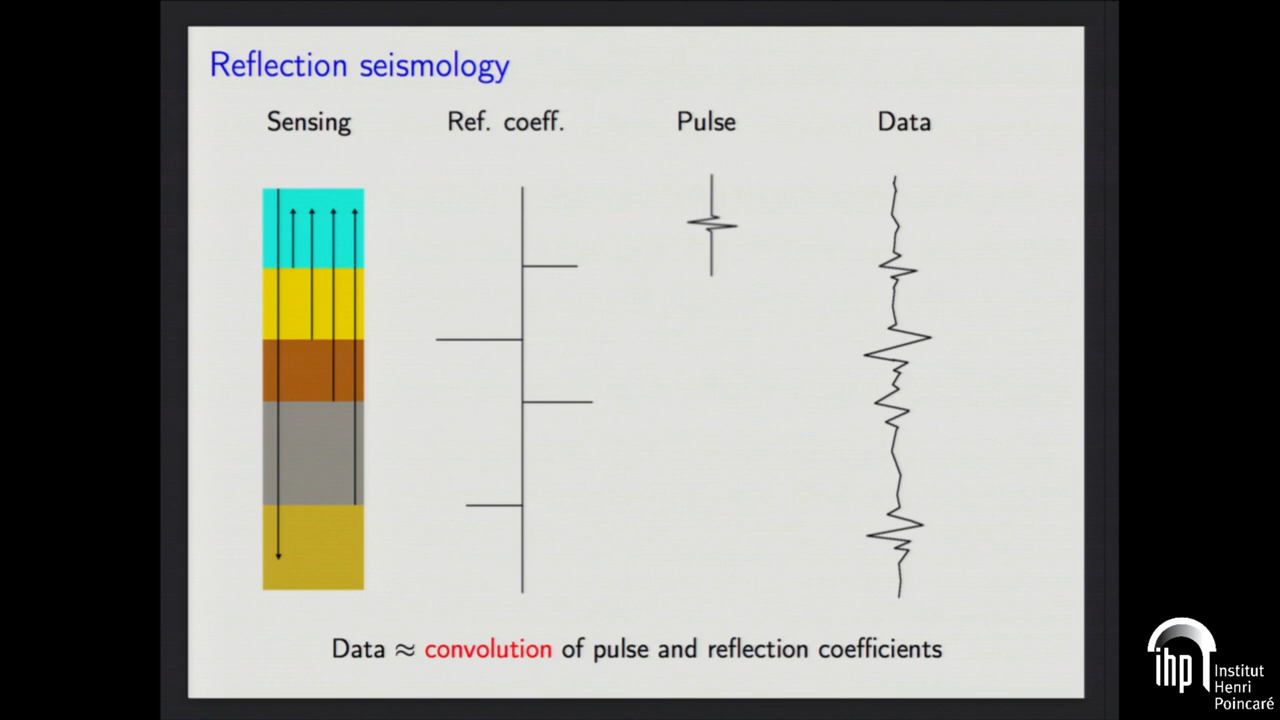 Reflection seismology
Sensing
Ref. coeff.
Pulse
Data
Data ≈ convolution of pulse and reflection coefficients
ihp
Institut
Henri
Poincaré